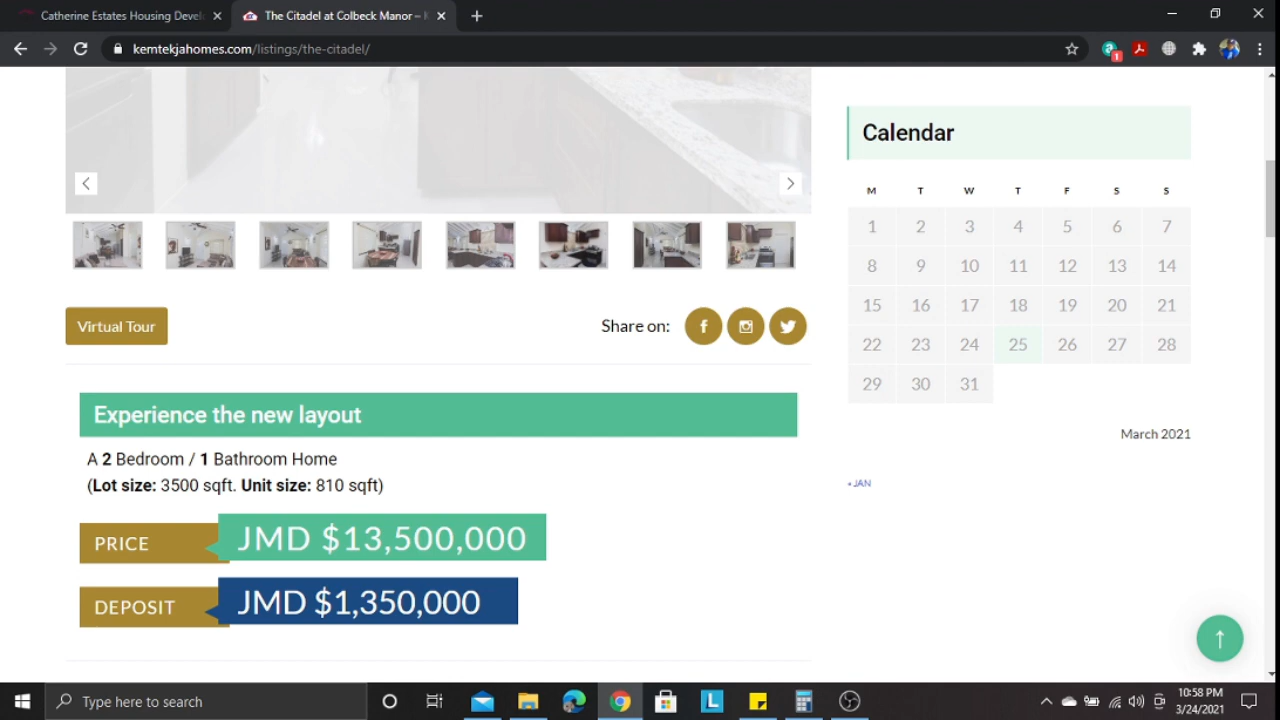 Catherine Estates Housing Devel
The Citadel at Colbeck Manor –
kemtekjahomes.com/listings/the-citadel/
1
Calendar
M T W T F S S
1 2 3 4 5 6 7
8 9 10 11 12 13 14
15 16 17 18 19 20 21
22 23 24 25 26 27 28
29 30 31
March 2021
« JAN
Virtual Tour
Share on:
Experience the new layout
A 2 Bedroom / 1 Bathroom Home
(Lot size: 3500 sqft. Unit size: 810 sqft)
PRICE
JMD $13,500,000
DEPOSIT
JMD $1,350,000
Type here to search
L
10:58 PM
3/24/2021